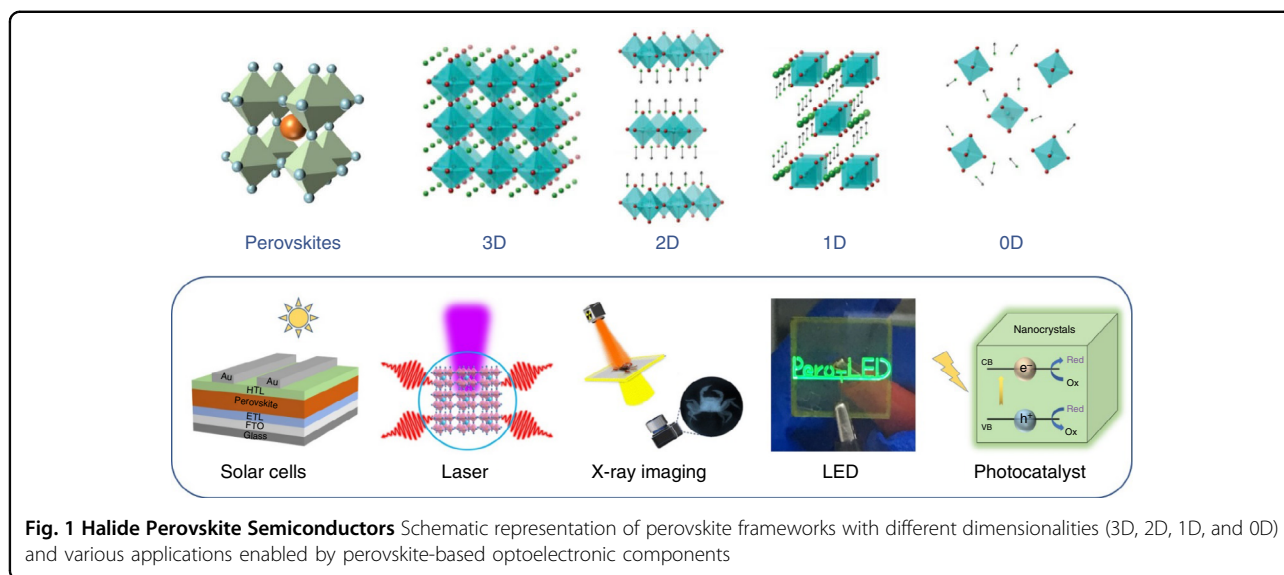 Perovskites 3D 2D 1D 0D
Au Au
HTL
Perovskite
ETL
FTO
Glass
Solar cells
Laser
X-ray imaging
Pero-LED
LED
Nanocrystals
CB e⁻ Red
Ox
VB h⁺ Red
Ox
Photocatalyst
Fig. 1 Halide Perovskite Semiconductors Schematic representation of perovskite frameworks with different dimensionalities (3D, 2D, 1D, and 0D)
and various applications enabled by perovskite-based optoelectronic components